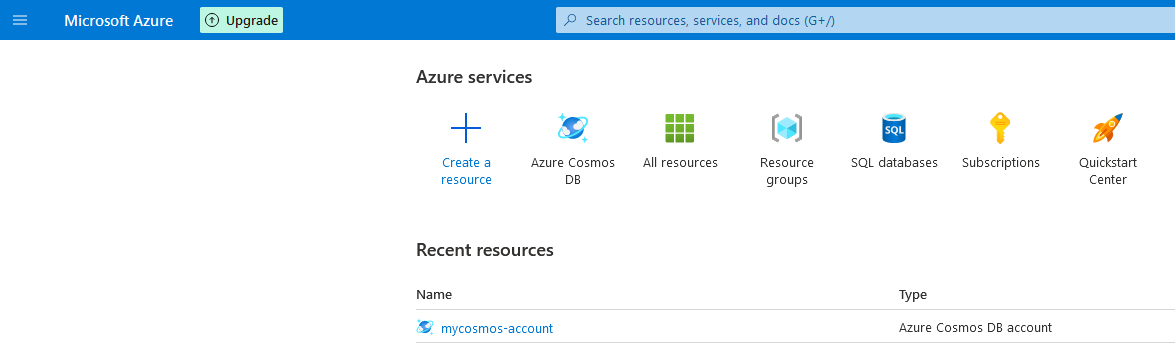 Microsoft Azure Upgrade Search resources, services, and docs (G+/)
Azure services
SQL
Create a resource
Azure Cosmos DB
All resources
Resource groups
SQL databases
Subscriptions
Quickstart Center
Recent resources
Name Type
mycosmos-account Azure Cosmos DB account